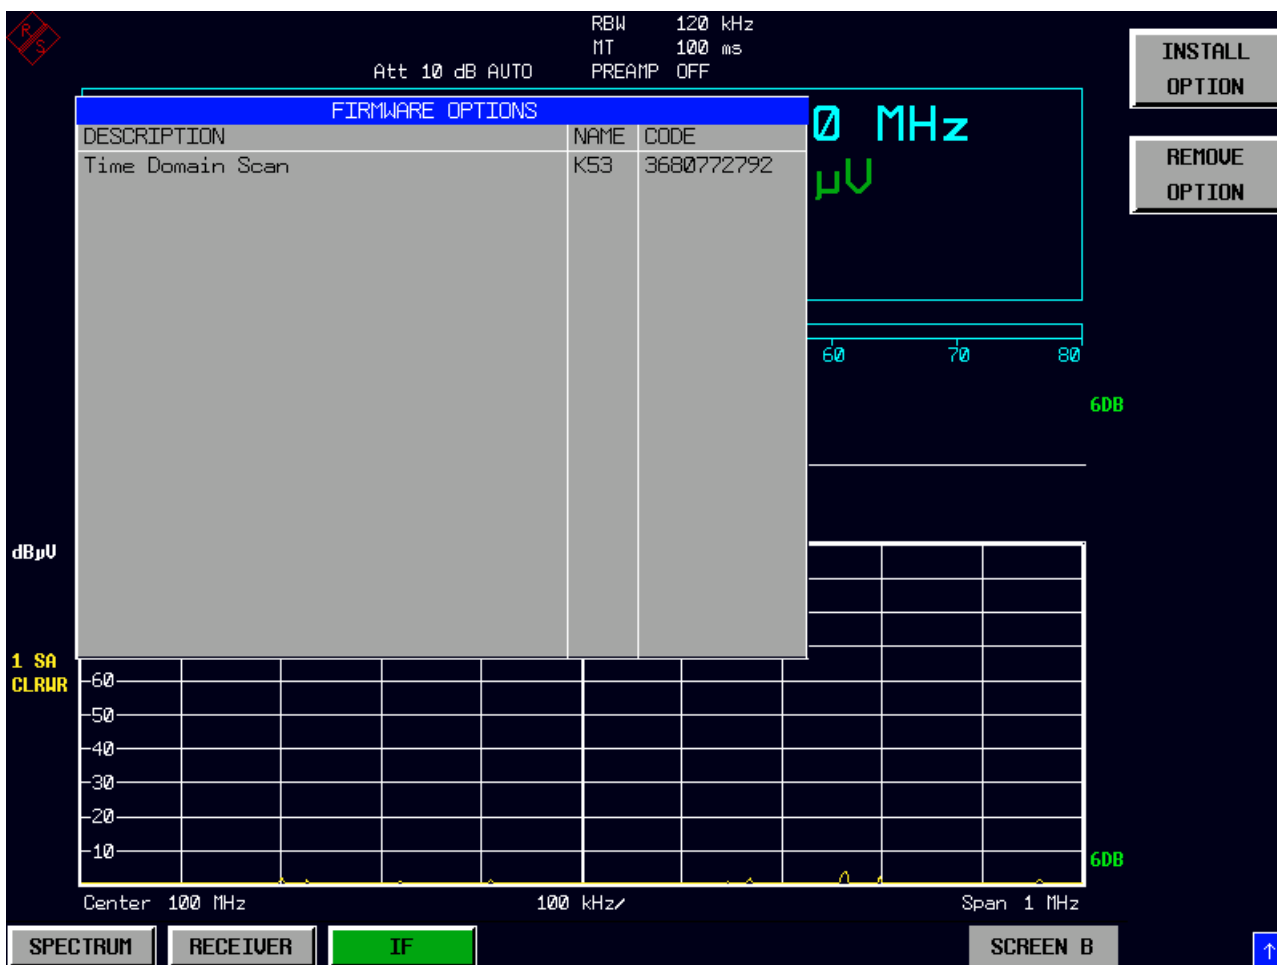 R S
RBW 120 kHz
MT 100 ms
Att 10 dB AUTO PREAMP OFF
INSTALL
OPTION
FIRMWARE OPTIONS
DESCRIPTION NAME CODE
Time Domain Scan K53 3680772792
0 MHz
µV
REMOVE
OPTION
60 70 80
6DB
dBµV
1 SA
CLRWR
60
50
40
30
20
10
6DB
Center 100 MHz 100 kHz/ Span 1 MHz
SPECTRUM RECEIVER IF SCREEN B ↑